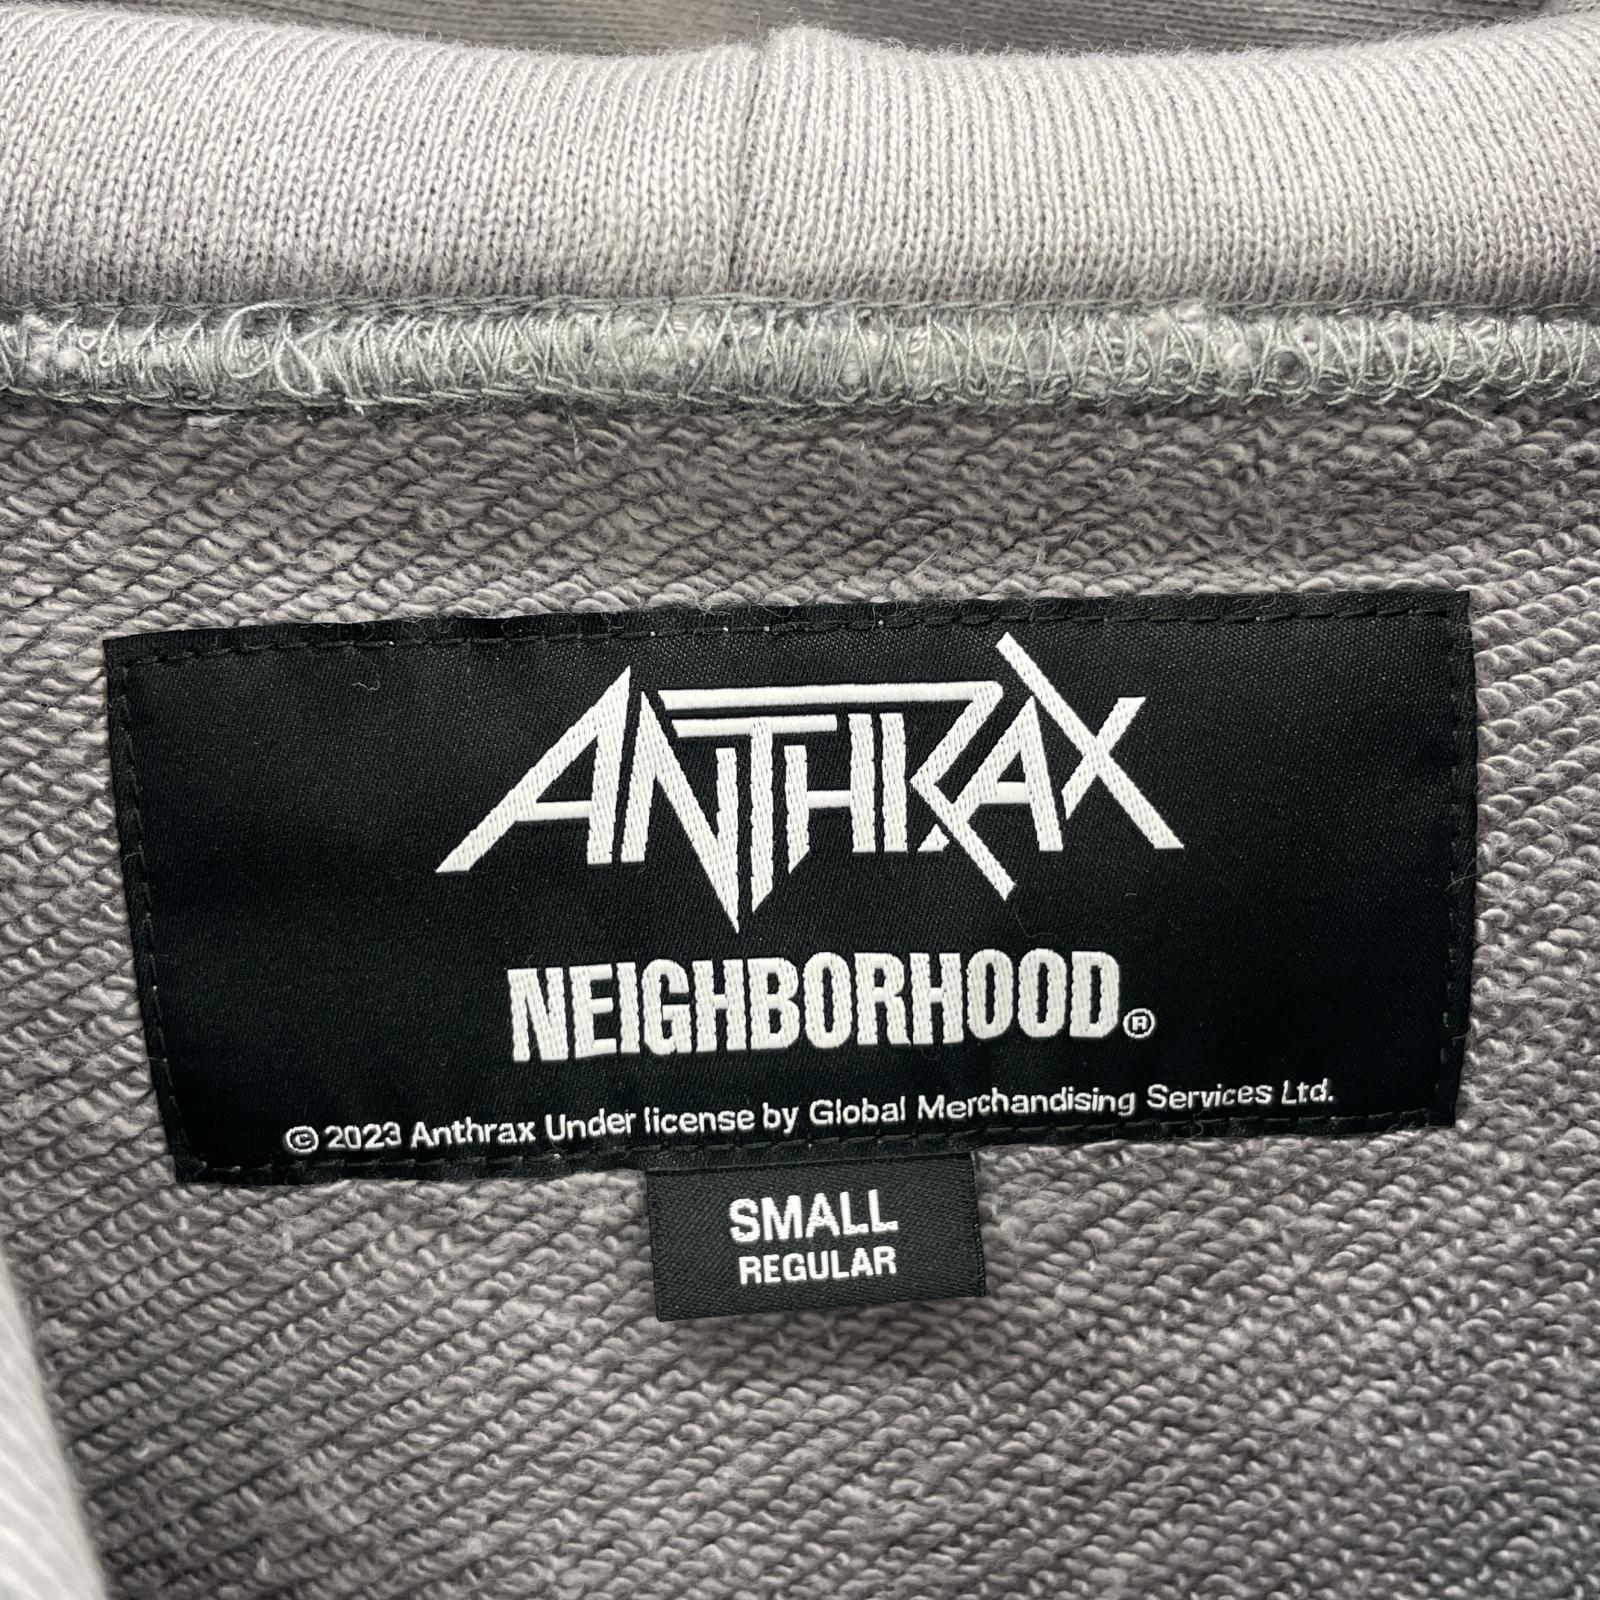 ANTHRAX
NEIGHBORHOOD®
© 2023 Anthrax Under license by Global Merchandising Services Ltd.
SMALL
REGULAR